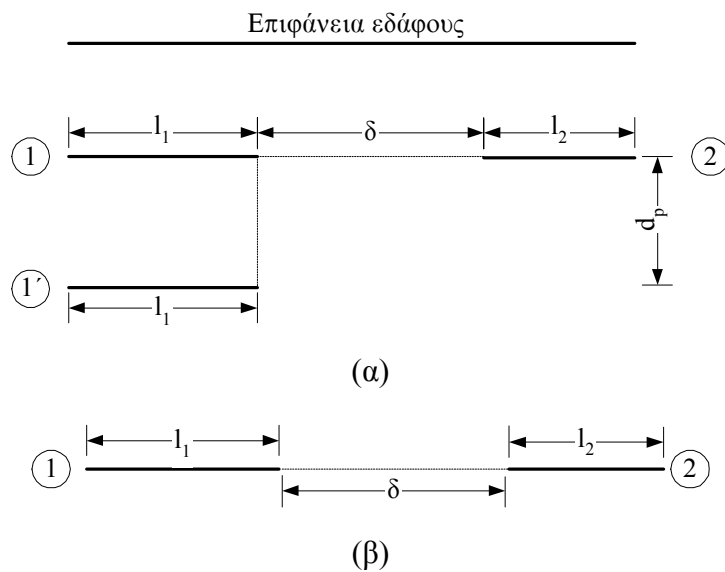 Επιφάνεια εδάφους
l₁ δ l₂
1 2
dₚ
1΄
l₁
(α)
l₁ l₂
1 2
δ
(β)